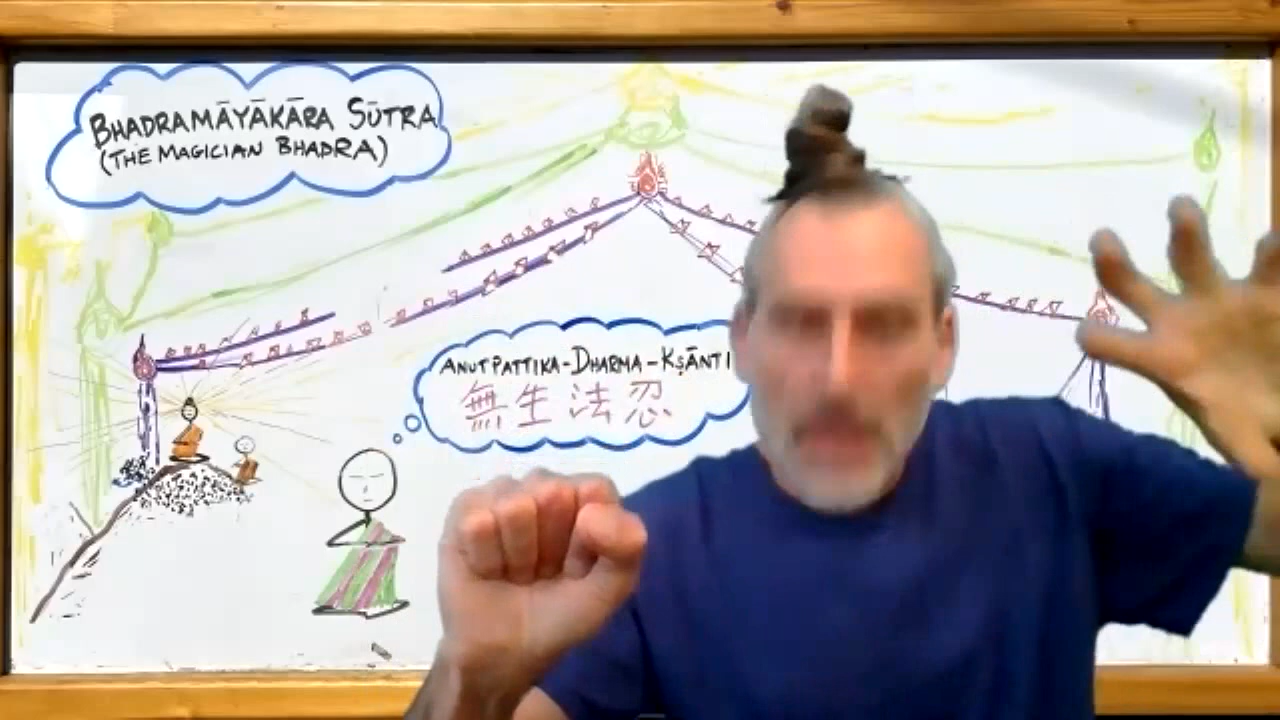 BHADRAMĀYĀKĀRA SŪTRA
(THE MAGICIAN BHADRA)
ANUTPATTIKA-DHARMA-KṢĀNTI
無生法忍